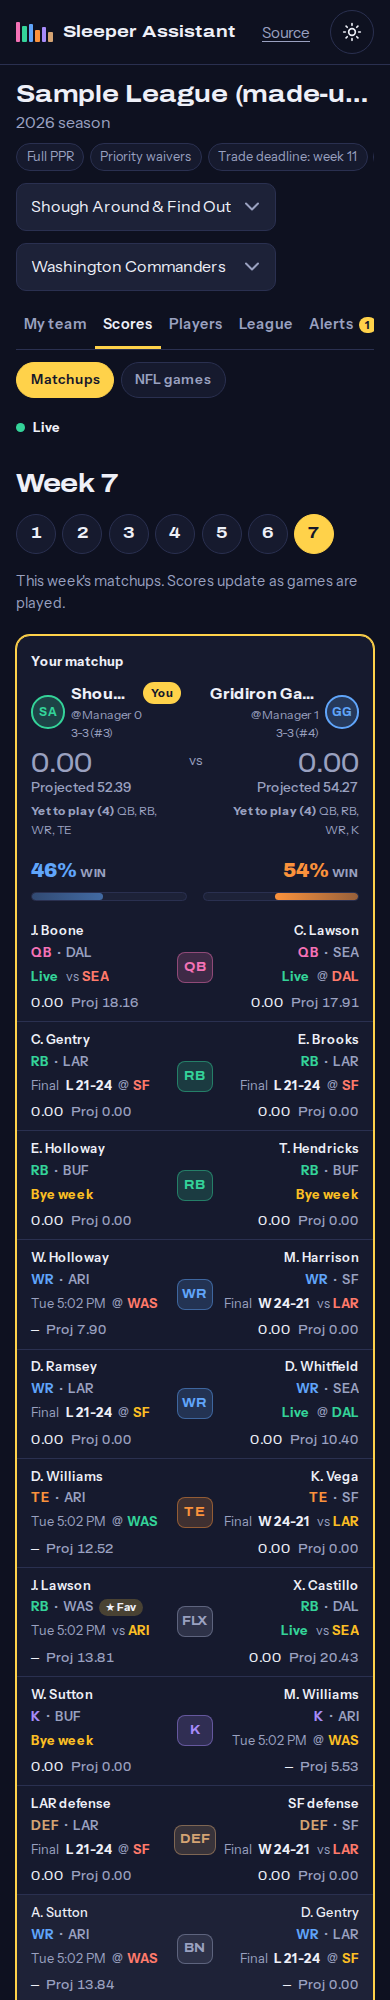 Sleeper Assistant
Source
Sample League (made-u...
2026 season
Full PPR
Priority waivers
Trade deadline: week 11
Shough Around & Find Out
Washington Commanders
My team
Scores
Players
League
Alerts 1
Matchups
NFL games
Live
Week 7
1 2 3 4 5 6 7
This week's matchups. Scores update as games are
played.
Your matchup
SA Shou... You
@Manager 0
3-3 (#3)
Gridiron Ga... GG
@Manager 1
3-3 (#4)
0.00 vs 0.00
Projected 52.39 Projected 54.27
Yet to play (4) QB, RB,
WR, TE
Yet to play (4) QB, RB,
WR, K
46% WIN 54% WIN
J. Boone C. Lawson
QB · DAL QB QB · SEA
Live vs SEA Live @ DAL
0.00 Proj 18.16 0.00 Proj 17.91
C. Gentry E. Brooks
RB · LAR RB RB · LAR
Final L 21-24 @ SF Final L 21-24 @ SF
0.00 Proj 0.00 0.00 Proj 0.00
E. Holloway T. Hendricks
RB · BUF RB RB · BUF
Bye week Bye week
0.00 Proj 0.00 0.00 Proj 0.00
W. Holloway M. Harrison
WR · ARI WR WR · SF
Tue 5:02 PM @ WAS Final W 24-21 vs LAR
– Proj 7.90 0.00 Proj 0.00
D. Ramsey D. Whitfield
WR · LAR WR WR · SEA
Final L 21-24 @ SF Live @ DAL
0.00 Proj 0.00 0.00 Proj 10.40
D. Williams K. Vega
TE · ARI TE TE · SF
Tue 5:02 PM @ WAS Final W 24-21 vs LAR
– Proj 12.52 0.00 Proj 0.00
J. Lawson X. Castillo
RB · WAS ★ Fav FLX RB · DAL
Tue 5:02 PM vs ARI Live vs SEA
– Proj 13.81 0.00 Proj 20.43
W. Sutton M. Williams
K · BUF K K · ARI
Bye week Tue 5:02 PM @ WAS
0.00 Proj 0.00 – Proj 5.53
LAR defense SF defense
DEF · LAR DEF DEF · SF
Final L 21-24 @ SF Final W 24-21 vs LAR
0.00 Proj 0.00 0.00 Proj 0.00
A. Sutton D. Gentry
WR · ARI BN WR · LAR
Tue 5:02 PM @ WAS Final L 21-24 @ SF
– Proj 13.84 – Proj 0.00